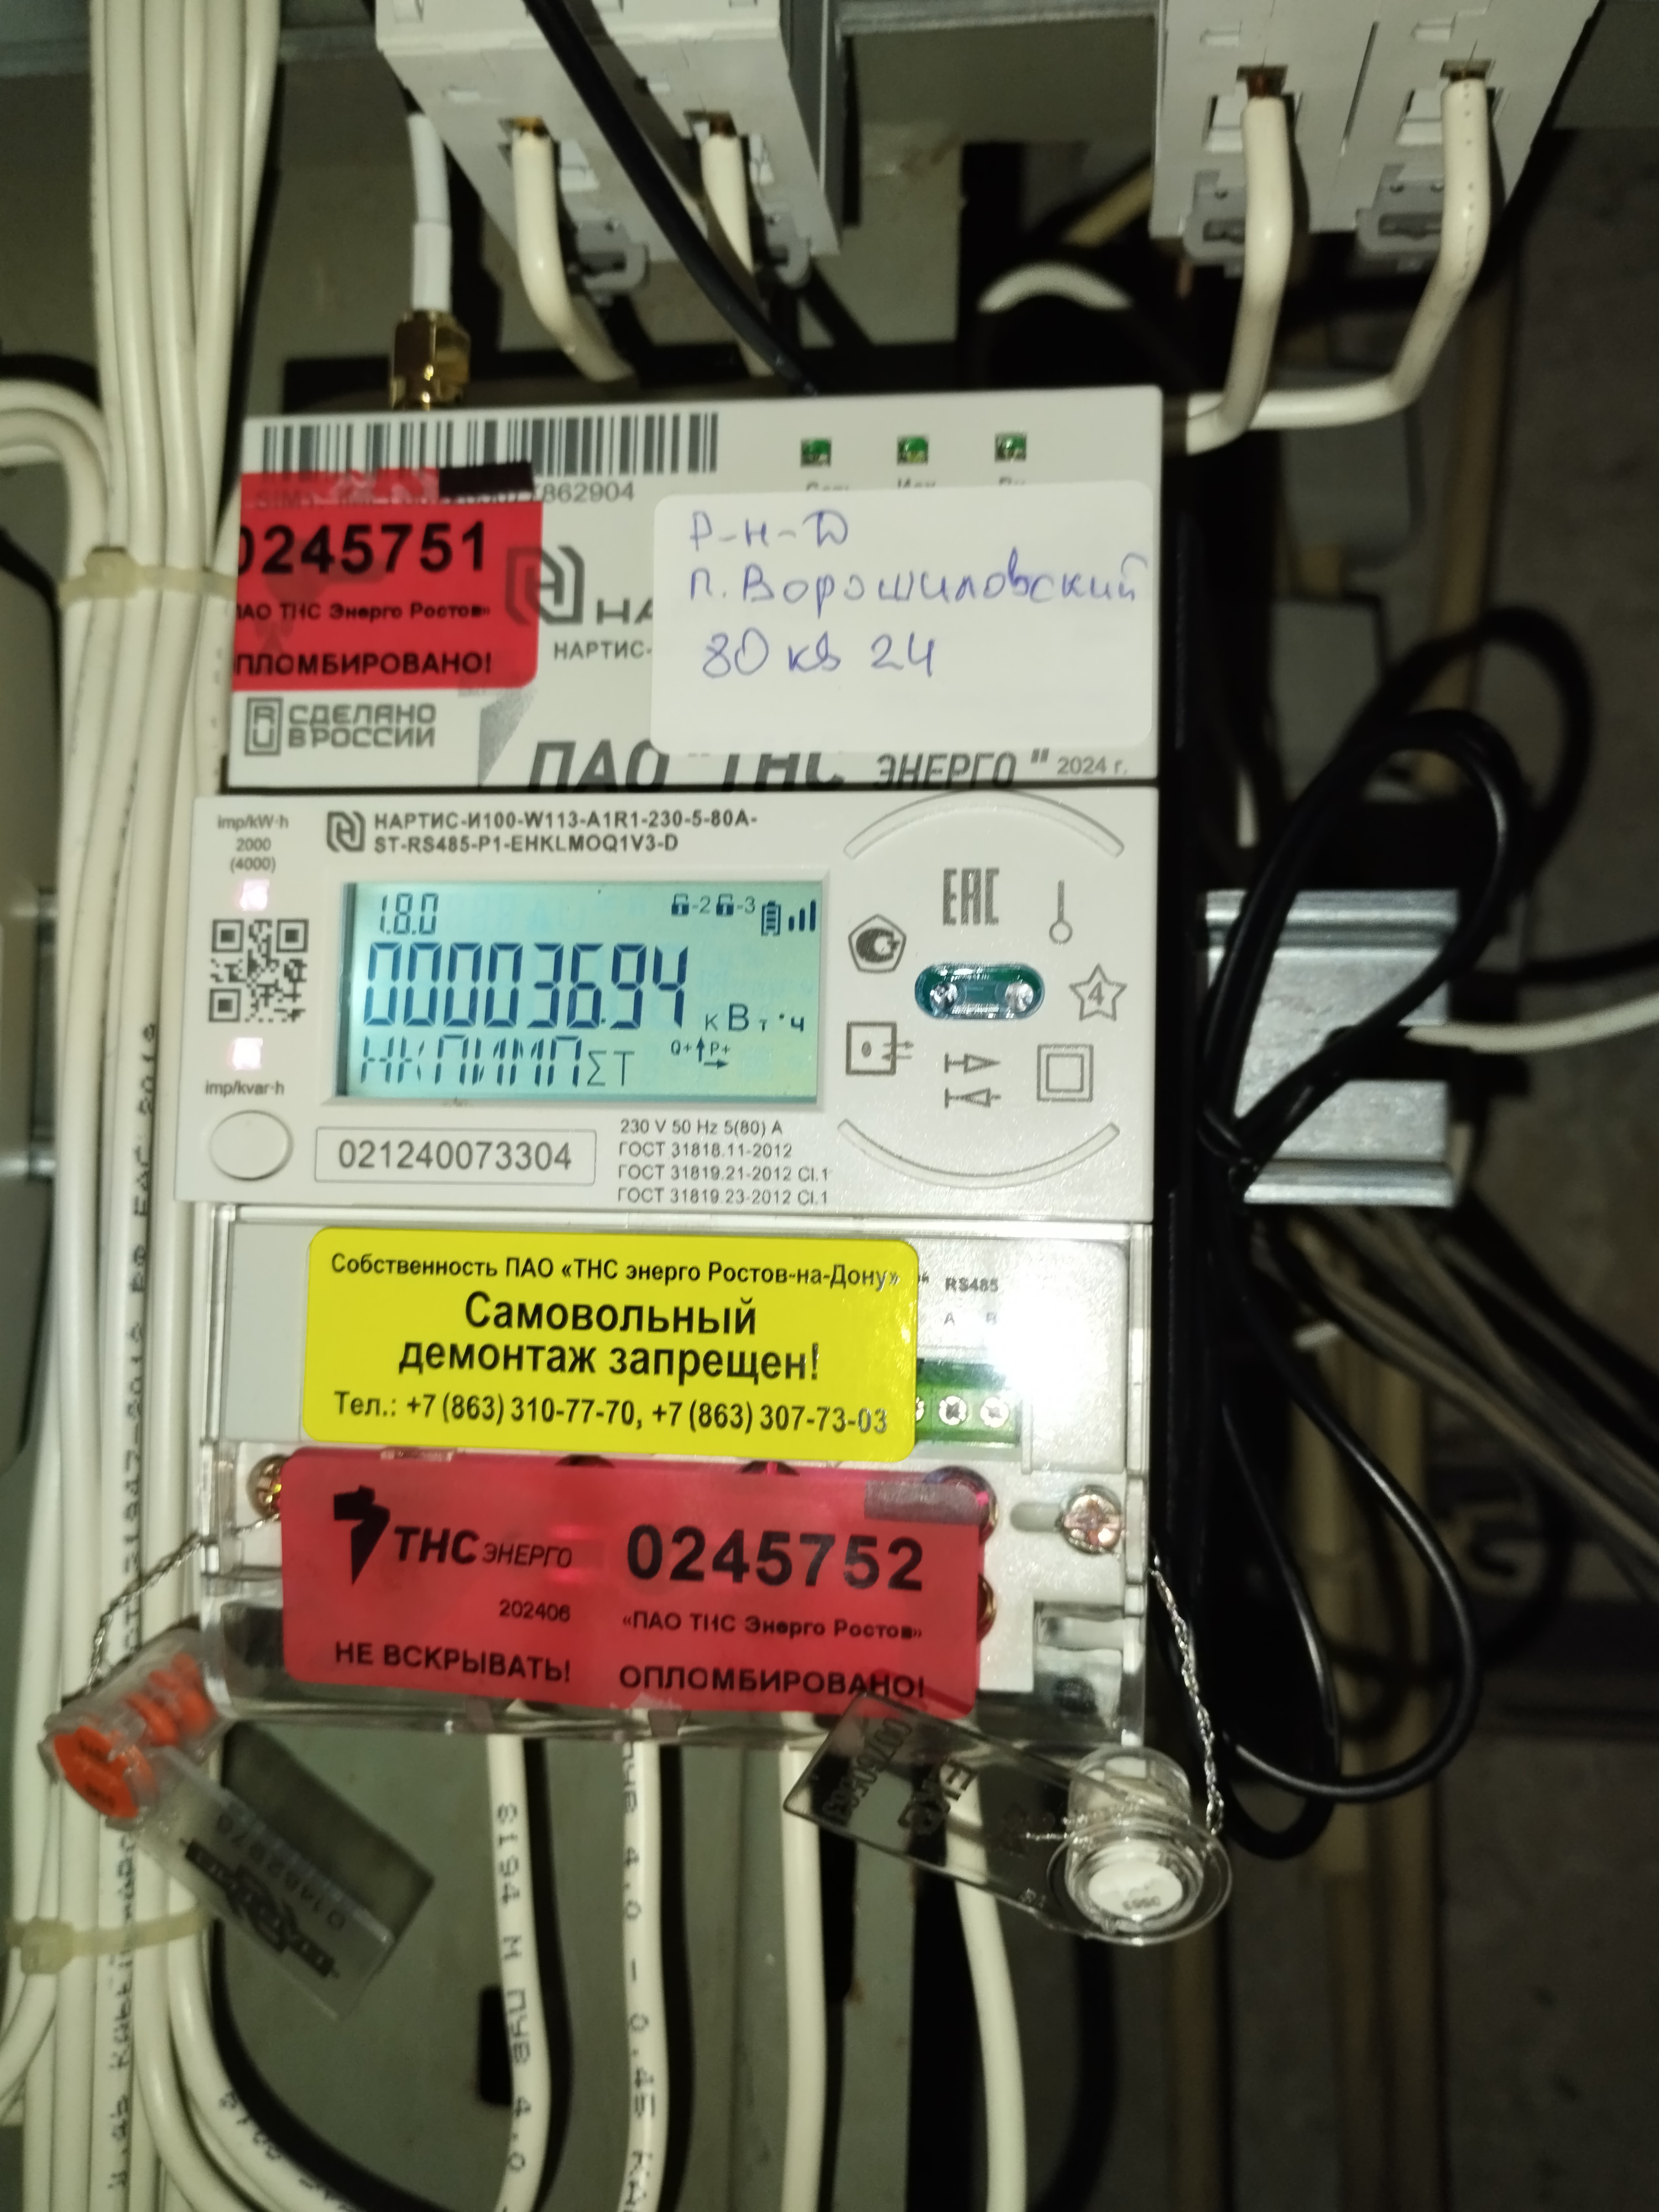 862904
0245751
ПАО ТНС Энерго Ростов»
ПЛОМБИРОВАНО!
Р-н-Д
п. Ворошиловский
80 кв 24
НАРТИС-
СДЕЛАНО
В РОССИИ
ПАО "ТНС ЭНЕРГО" 2024 г.
imp/kW·h
2000
(4000)
НАРТИС-И100-W113-A1R1-230-5-80A-
ST-RS485-P1-EHKLMOQ1V3-D
1.8.0
-2 -3
00003694 кВт·ч
ΣT
Q+ P+
EAC
4
imp/kvar·h
021240073304
230 V 50 Hz 5(80) A
ГОСТ 31818.11-2012
ГОСТ 31819.21-2012 Cl.1
ГОСТ 31819.23-2012 Cl.1
Собственность ПАО «ТНС энерго Ростов-на-Дону»
Самовольный
демонтаж запрещен!
Тел.: +7 (863) 310-77-70, +7 (863) 307-73-03
RS485
A B
ТНС ЭНЕРГО
0245752
202406
«ПАО ТНС Энерго Ростов»
НЕ ВСКРЫВАТЬ!
ОПЛОМБИРОВАНО!